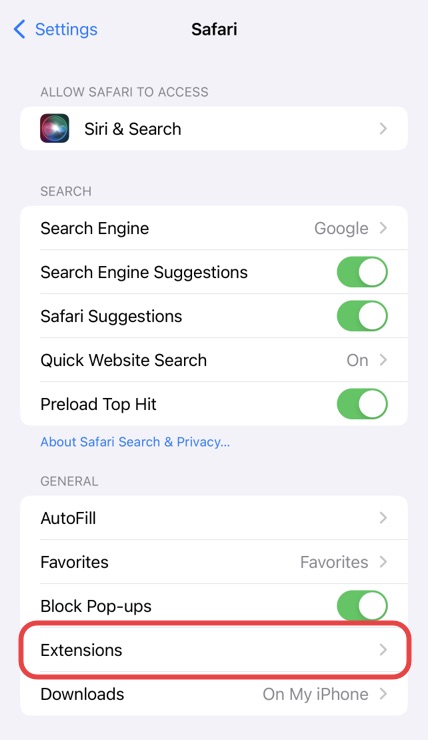 Settings
Safari
ALLOW SAFARI TO ACCESS
Siri & Search
SEARCH
Search Engine Google
Search Engine Suggestions
Safari Suggestions
Quick Website Search On
Preload Top Hit
About Safari Search & Privacy...
GENERAL
AutoFill
Favorites Favorites
Block Pop-ups
Extensions
Downloads On My iPhone